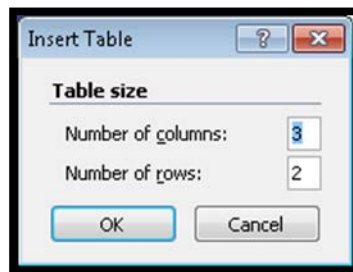 Insert Table
Table size
Number of columns: 3
Number of rows: 2
OK Cancel